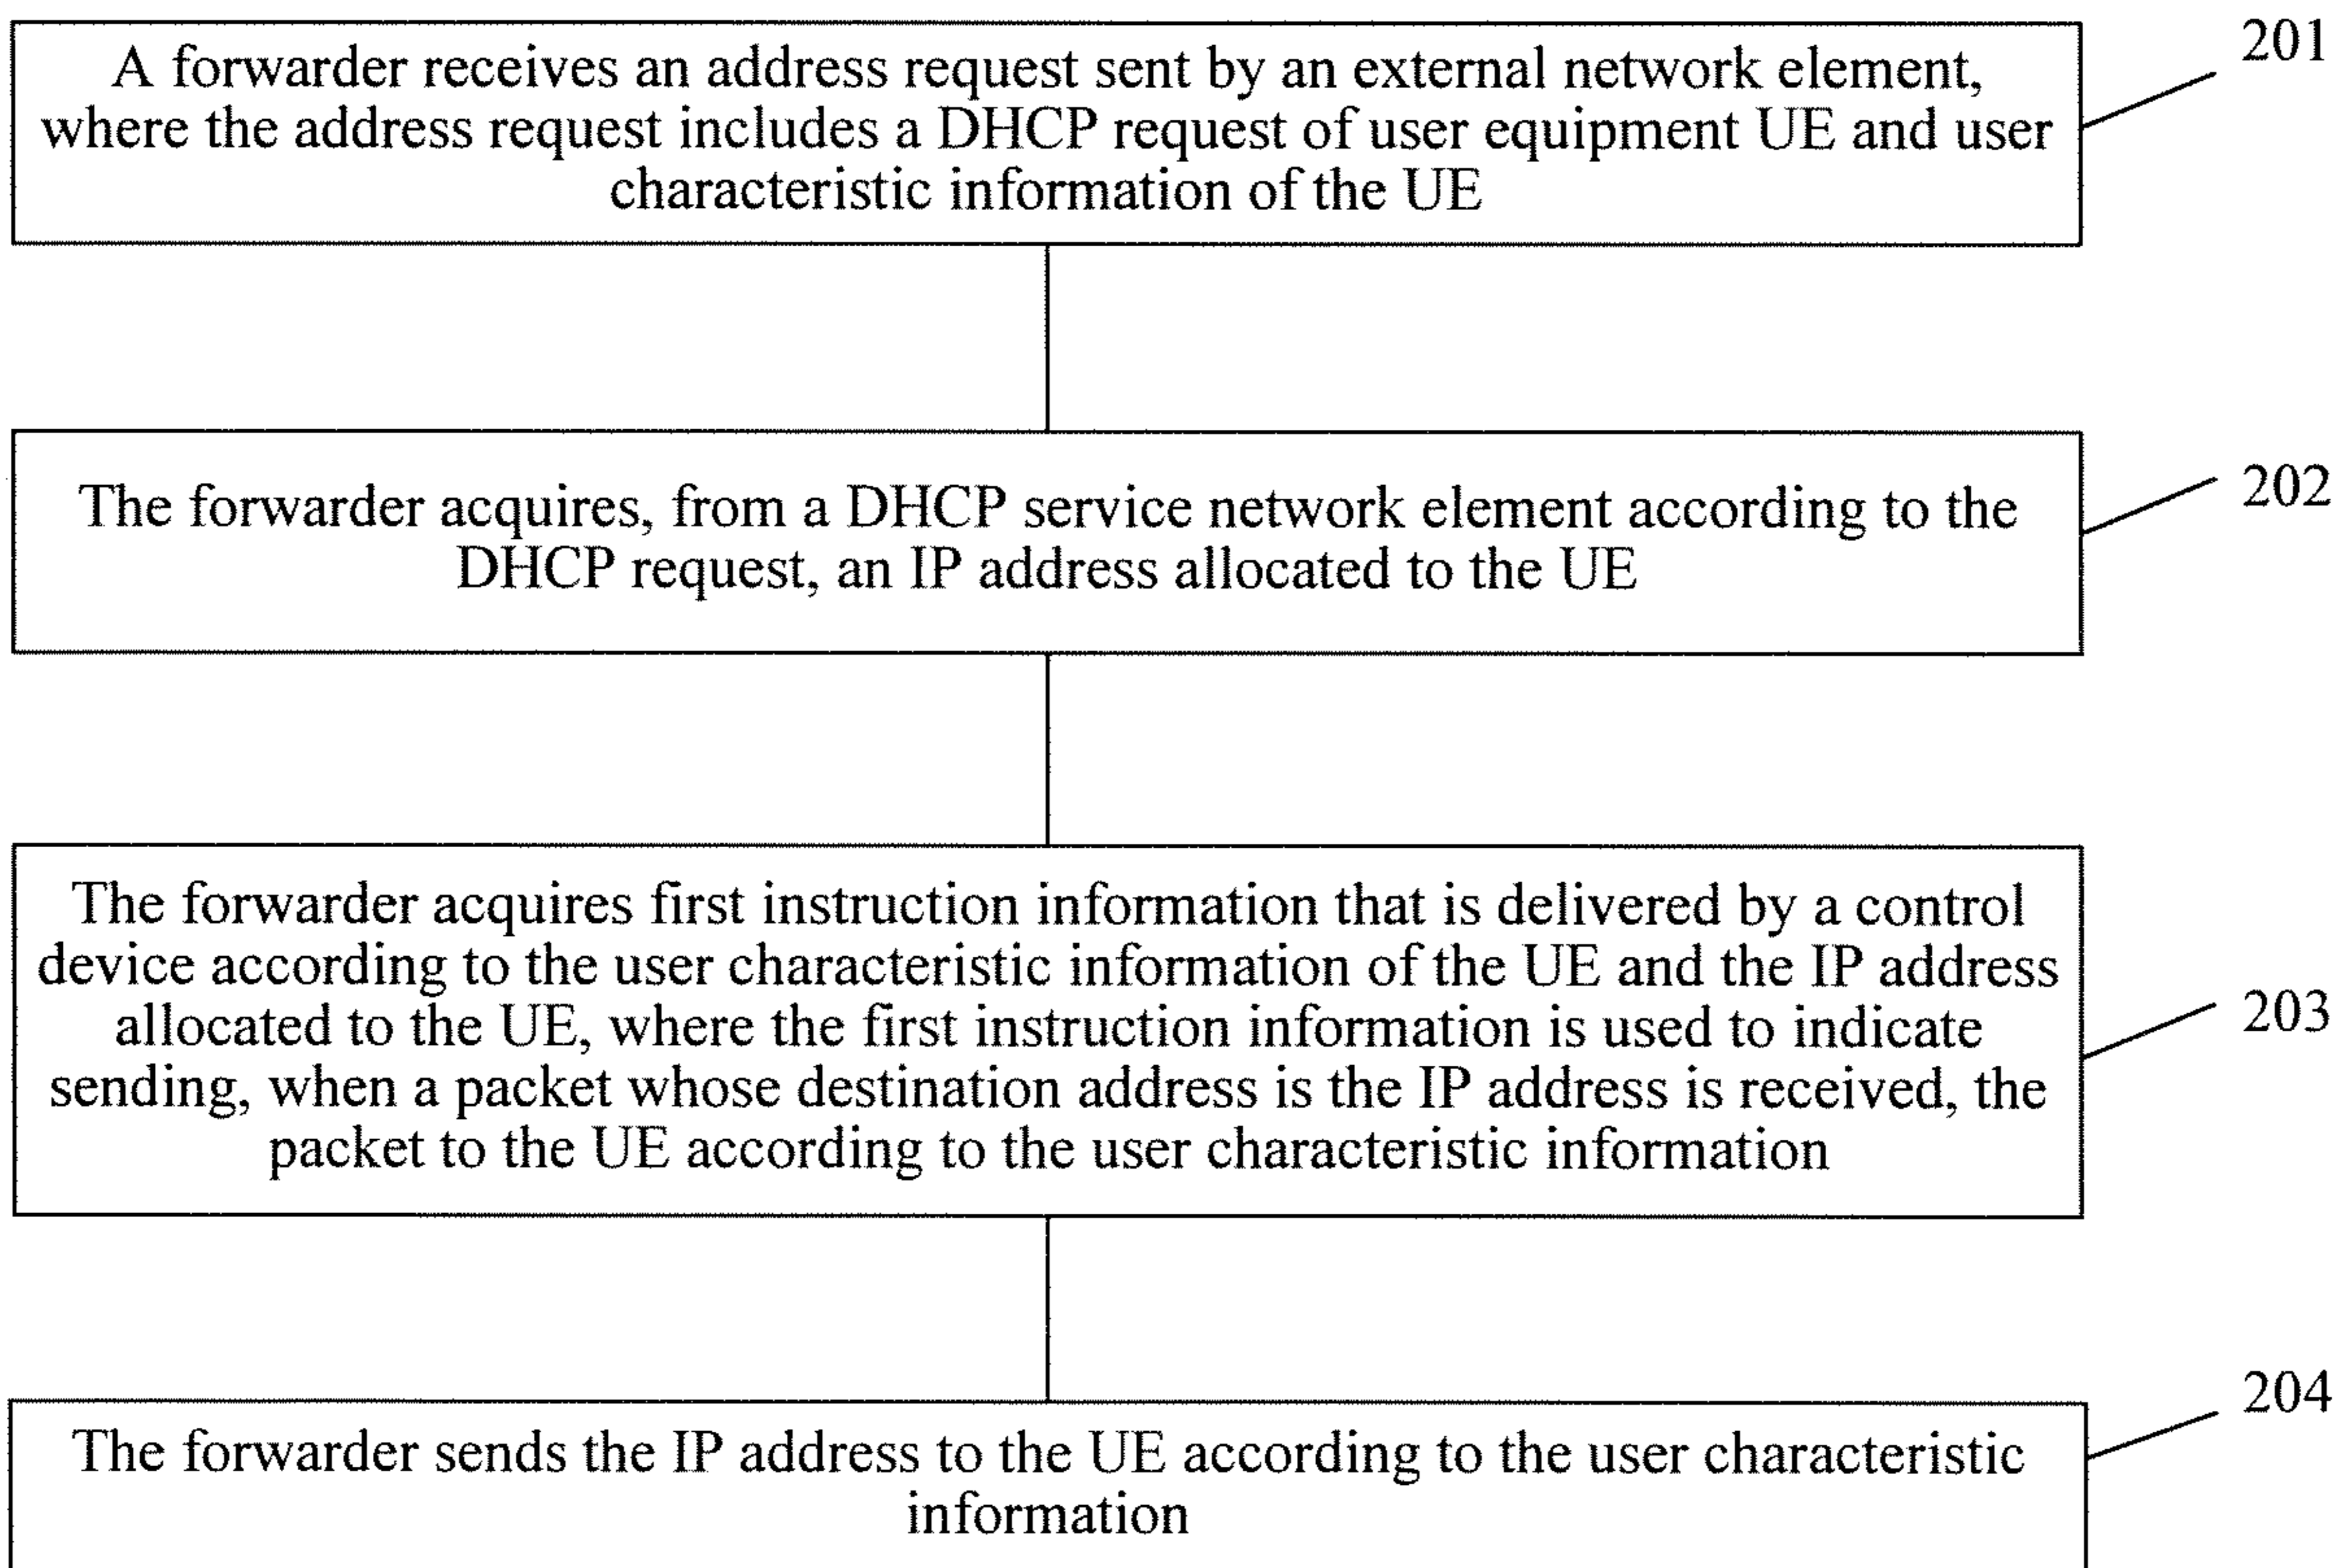 A forwarder receives an address request sent by an external network element,
where the address request includes a DHCP request of user equipment UE and user
characteristic information of the UE
201
The forwarder acquires, from a DHCP service network element according to the
DHCP request, an IP address allocated to the UE
202
The forwarder acquires first instruction information that is delivered by a control
device according to the user characteristic information of the UE and the IP address
allocated to the UE, where the first instruction information is used to indicate
sending, when a packet whose destination address is the IP address is received, the
packet to the UE according to the user characteristic information
203
The forwarder sends the IP address to the UE according to the user characteristic
information
204